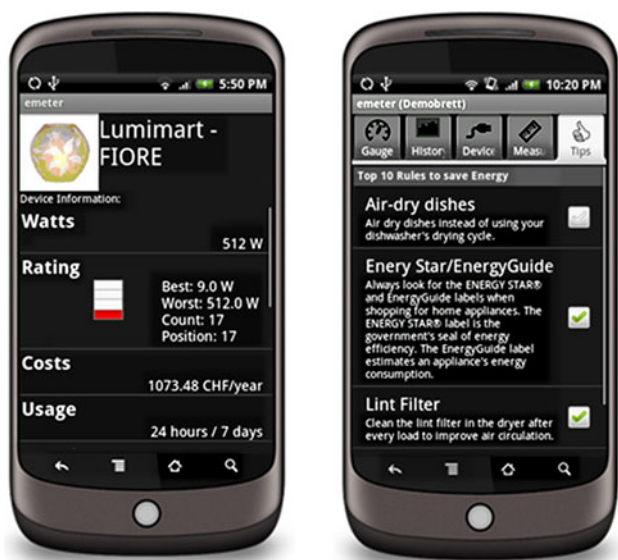 5:50 PM
emeter
Lumimart -
FIORE
Device Information:
Watts
512 W
Rating
Best: 9.0 W
Worst: 512.0 W
Count: 17
Position: 17
Costs
1073.48 CHF/year
Usage
24 hours / 7 days
10:20 PM
emeter (Demobrett)
Gauge
History
Device
Measu
Tips
Top 10 Rules to save Energy
Air-dry dishes
Air dry dishes instead of using your
dishwasher's drying cycle.
Enery Star/EnergyGuide
Always look for the ENERGY STAR®
and EnergyGuide labels when
shopping for home appliances. The
ENERGY STAR® label is the
government's seal of energy
efficiency. The EnergyGuide label
estimates an appliance's energy
consumption.
Lint Filter
Clean the lint filter in the dryer after
every load to improve air circulation.